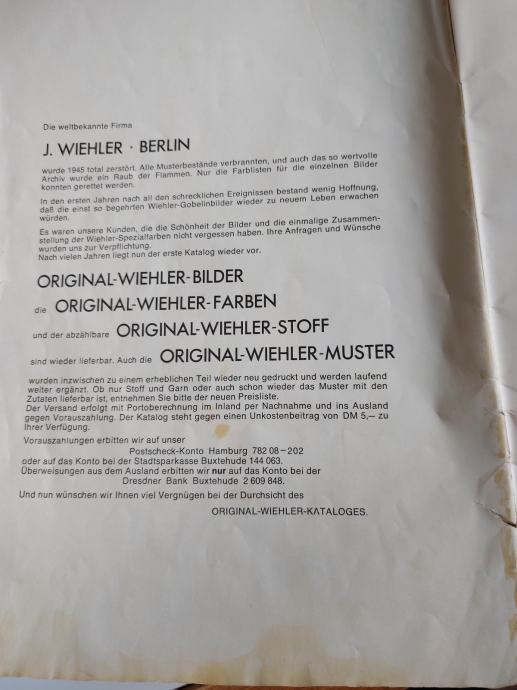 Die weltbekannte Firma
J. WIEHLER · BERLIN
wurde 1945 total zerstört. Alle Musterbestände verbrannten, und auch das so wertvolle
Archiv wurde ein Raub der Flammen. Nur die Farblisten für die einzelnen Bilder
konnten gerettet werden.
In den ersten Jahren nach all den schrecklichen Ereignissen bestand wenig Hoffnung,
daß die einst so begehrten Wiehler-Gobelinbilder wieder zu neuem Leben erwachen
würden.
Es waren unsere Kunden, die die Schönheit der Bilder und die einmalige Zusammen-
stellung der Wiehler-Spezialfarben nicht vergessen haben. Ihre Anfragen und Wünsche
wurden uns zur Verpflichtung.
Nach vielen Jahren liegt nun der erste Katalog wieder vor.
ORIGINAL-WIEHLER-BILDER
die ORIGINAL-WIEHLER-FARBEN
und der abzählbare ORIGINAL-WIEHLER-STOFF
sind wieder lieferbar. Auch die ORIGINAL-WIEHLER-MUSTER
wurden inzwischen zu einem erheblichen Teil wieder neu gedruckt und werden laufend
weiter ergänzt. Ob nur Stoff und Garn oder auch schon wieder das Muster mit den
Zutaten lieferbar ist, entnehmen Sie bitte der neuen Preisliste.
Der Versand erfolgt mit Portoberechnung im Inland per Nachnahme und ins Ausland
gegen Vorauszahlung. Der Katalog steht gegen einen Unkostenbeitrag von DM 5,— zu
Ihrer Verfügung.
Vorauszahlungen erbitten wir auf unser
Postscheck-Konto Hamburg 782 08 – 202
oder auf das Konto bei der Stadtsparkasse Buxtehude 144 063.
Überweisungen aus dem Ausland erbitten wir nur auf das Konto bei der
Dresdner Bank Buxtehude 2 609 848.
Und nun wünschen wir Ihnen viel Vergnügen bei der Durchsicht des
ORIGINAL-WIEHLER-KATALOGES.